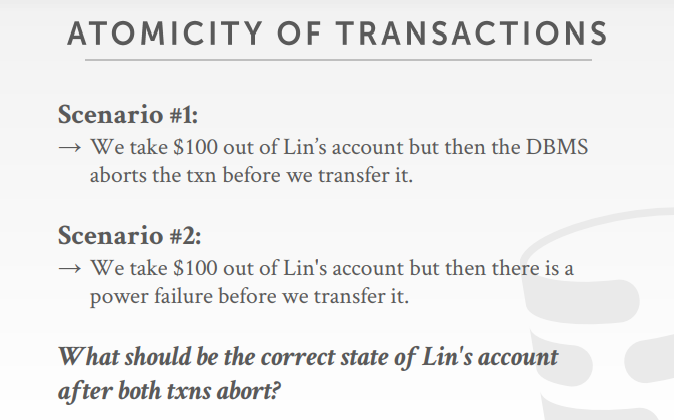 ATOMICITY OF TRANSACTIONS
Scenario #1:
→ We take $100 out of Lin’s account but then the DBMS
aborts the txn before we transfer it.
Scenario #2:
→ We take $100 out of Lin's account but then there is a
power failure before we transfer it.
What should be the correct state of Lin's account
after both txns abort?